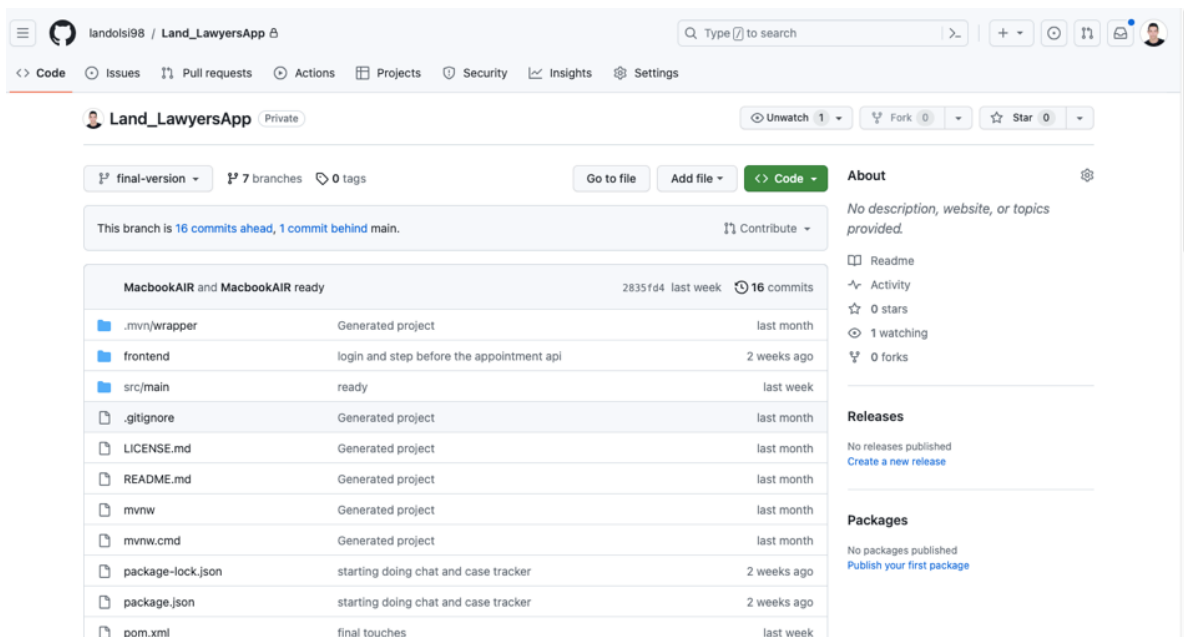 landolsi98 / Land_LawyersApp
Type / to search
Code Issues Pull requests Actions Projects Security Insights Settings
Land_LawyersApp Private
Unwatch 1 Fork 0 Star 0
final-version 7 branches 0 tags
Go to file Add file <> Code
This branch is 16 commits ahead, 1 commit behind main.
Contribute
MacbookAIR and MacbookAIR ready 2835fd4 last week 16 commits
.mvn/wrapper Generated project last month
frontend login and step before the appointment api 2 weeks ago
src/main ready last week
.gitignore Generated project last month
LICENSE.md Generated project last month
README.md Generated project last month
mvnw Generated project last month
mvnw.cmd Generated project last month
package-lock.json starting doing chat and case tracker 2 weeks ago
package.json starting doing chat and case tracker 2 weeks ago
pom.xml final touches last week
About
No description, website, or topics
provided.
Readme
Activity
0 stars
1 watching
0 forks
Releases
No releases published
Create a new release
Packages
No packages published
Publish your first package